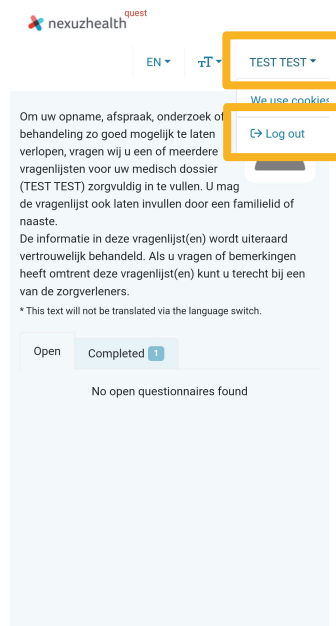 quest
nexuzhealth
EN
TT
TEST TEST
We use cookies
Log out
Om uw opname, afspraak, onderzoek of
behandeling zo goed mogelijk te laten
verlopen, vragen wij u een of meerdere
vragenlijsten voor uw medisch dossier
(TEST TEST) zorgvuldig in te vullen. U mag
de vragenlijst ook laten invullen door een familielid of
naaste.
De informatie in deze vragenlijst(en) wordt uiteraard
vertrouwelijk behandeld. Als u vragen of bemerkingen
heeft omtrent deze vragenlijst(en) kunt u terecht bij een
van de zorgverleners.
* This text will not be translated via the language switch.
Open
Completed 1
No open questionnaires found